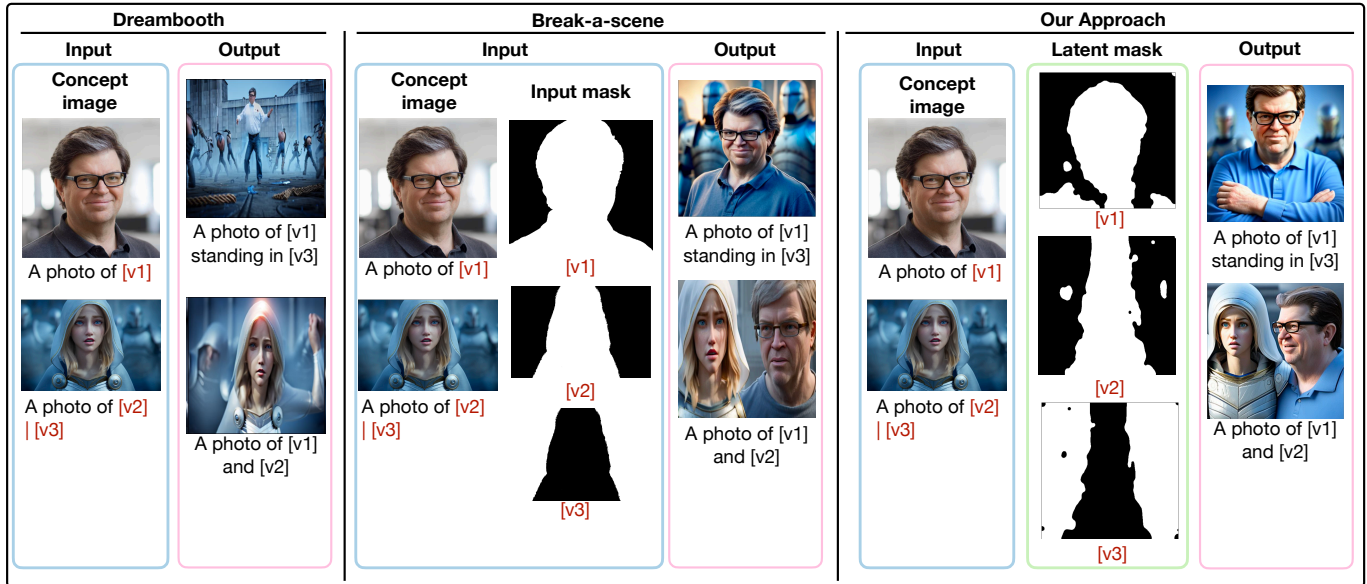 Dreambooth
Input
Output
Concept
image
A photo of [v1]
A photo of [v2]
| [v3]
A photo of [v1]
standing in [v3]
A photo of [v1]
and [v2]
Break-a-scene
Input
Output
Concept
image
Input mask
A photo of [v1]
A photo of [v2]
| [v3]
[v1]
[v2]
[v3]
A photo of [v1]
standing in [v3]
A photo of [v1]
and [v2]
Our Approach
Input
Latent mask
Output
Concept
image
A photo of [v1]
A photo of [v2]
| [v3]
[v1]
[v2]
[v3]
A photo of [v1]
standing in [v3]
A photo of [v1]
and [v2]